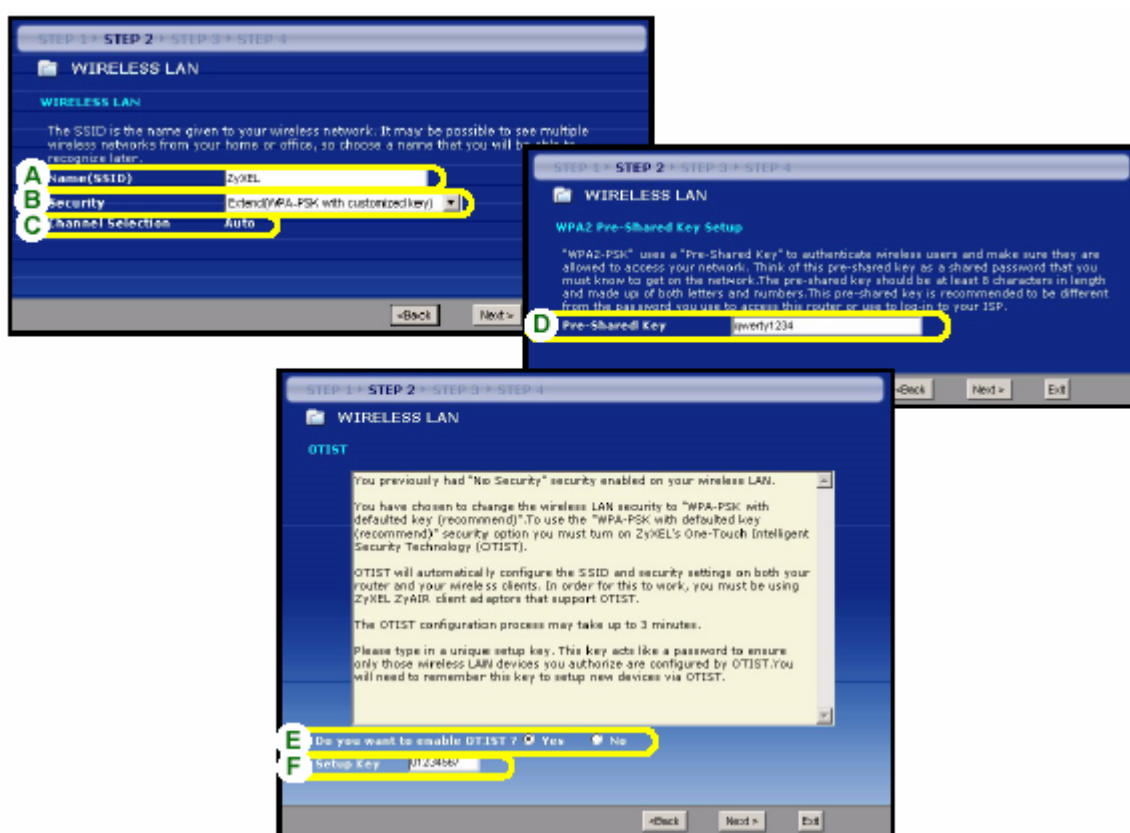 STEP 1 › STEP 2 › STEP 3 › STEP 4
WIRELESS LAN
WIRELESS LAN
The SSID is the name given to your wireless network. It may be possible to see multiple
wireless networks from your home or office, so choose a name that you will be able to
recognize later.
A Name(SSID) ZyXEL
B Security Extend(WPA-PSK with customized key)
C Channel Selection Auto
<Back Next >
STEP 1 › STEP 2 › STEP 3 › STEP 4
WIRELESS LAN
WPA2 Pre-Shared Key Setup
"WPA2-PSK" uses a "Pre-Shared Key" to authenticate wireless users and make sure they are
allowed to access your network. Think of this pre-shared key as a shared password that you
must know to get on the network.The pre-shared key should be at least 8 characters in length
and made up of both letters and numbers.This pre-shared key is recommended to be different
from the password you use to access this router or use to log-in to your ISP.
D Pre-Shared Key qwerty1234
<Back Next > Exit
STEP 1 › STEP 2 › STEP 3 › STEP 4
WIRELESS LAN
OTIST
You previously had "No Security" security enabled on your wireless LAN.
You have chosen to change the wireless LAN security to "WPA-PSK with
defaulted key (recommnend)".To use the "WPA-PSK with defaulted key
(recommend)" security option you must turn on ZyXEL's One-Touch Intelligent
Security Technology (OTIST).
OTIST will automatically configure the SSID and security settings on both your
router and your wireless clients. In order for this to work, you must be using
ZyXEL ZyAIR client adaptors that support OTIST.
The OTIST configuration process may take up to 3 minutes.
Please type in a unique setup key. This key acts like a password to ensure
only those wireless LAN devices you authorize are configured by OTIST.You
will need to remember this key to setup new devices via OTIST.
E Do you want to enable OTIST ? Yes No
F Setup Key 01234567
<Back Next > Exit